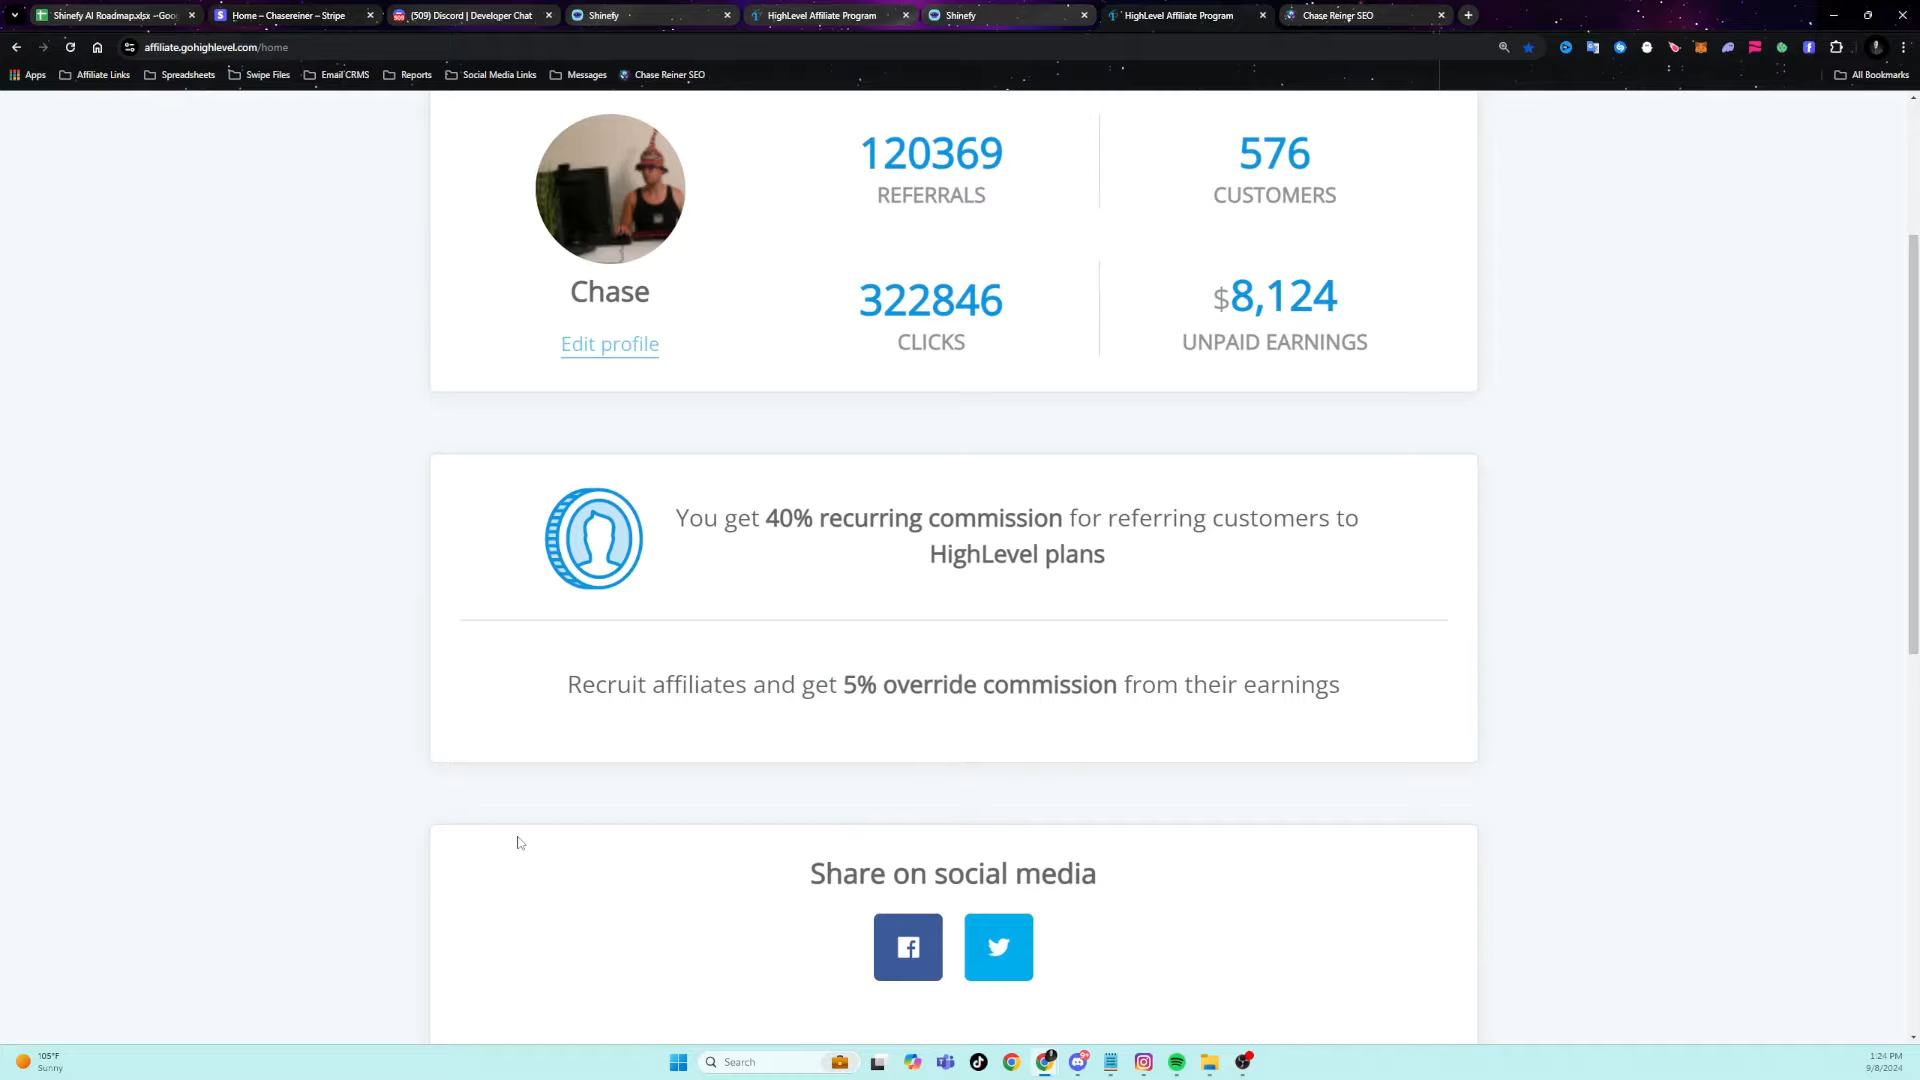 Shinefy AI Roadmap.xlsx - Goo
Home – Chasereiner – Stripe
(509) Discord | Developer Chat
Shinefy
HighLevel Affiliate Program
Shinefy
HighLevel Affiliate Program
Chase Reiner SEO
affiliate.gohighlevel.com/home
Apps
Affiliate Links
Spreadsheets
Swipe Files
Email CRMS
Reports
Social Media Links
Messages
Chase Reiner SEO
All Bookmarks
120369
REFERRALS
576
CUSTOMERS
Chase
Edit profile
322846
CLICKS
$8,124
UNPAID EARNINGS
You get 40% recurring commission for referring customers to
HighLevel plans
Recruit affiliates and get 5% override commission from their earnings
Share on social media
105°F
Sunny
Search
1:24 PM
9/8/2024